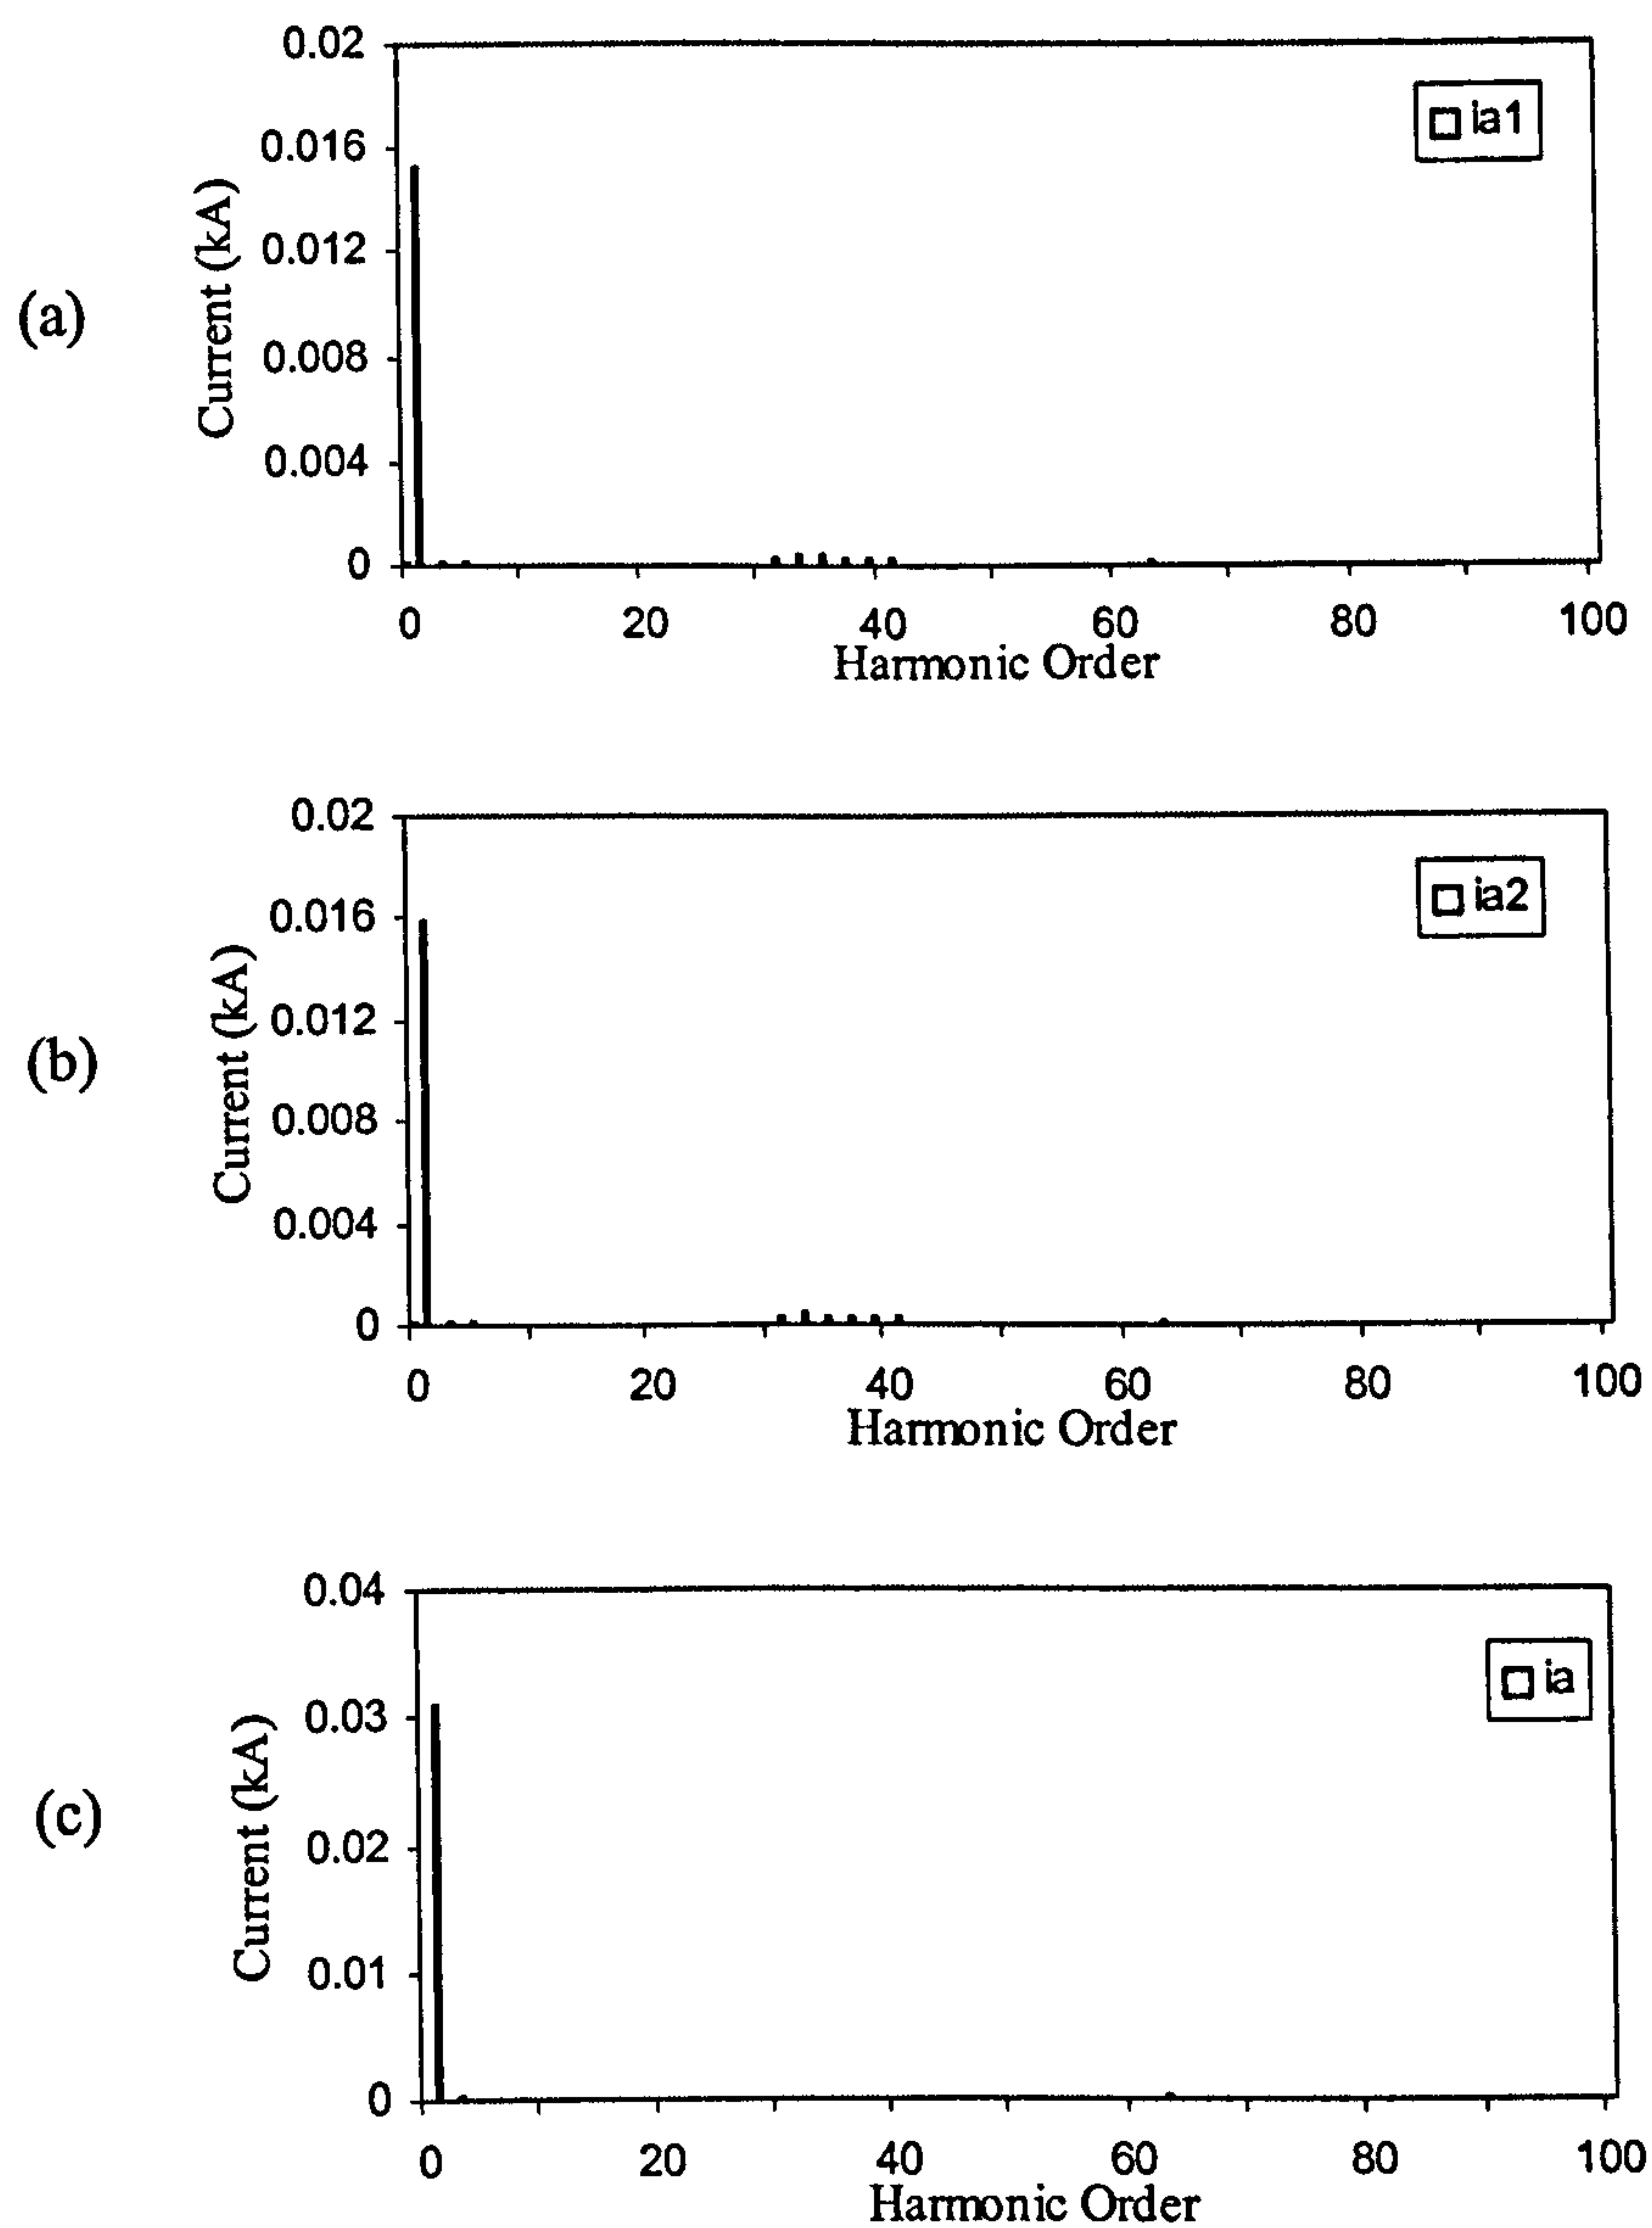 (a)
Current (kA)
0.02
0.016
0.012
0.008
0.004
0
ia1
0 20 40 60 80 100
Harmonic Order
(b)
Current (kA)
0.02
0.016
0.012
0.008
0.004
0
ia2
0 20 40 60 80 100
Harmonic Order
(c)
Current (kA)
0.04
0.03
0.02
0.01
0
ia
0 20 40 60 80 100
Harmonic Order